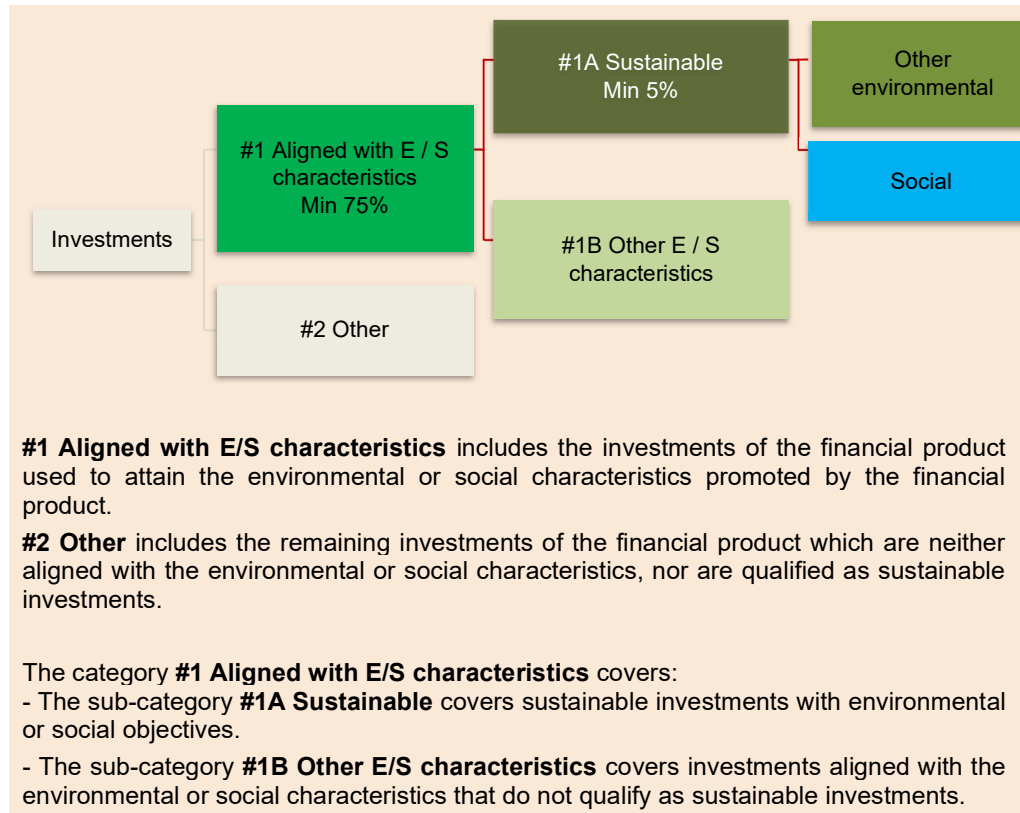 #1A Sustainable
Min 5%
Other
environmental
#1 Aligned with E / S
characteristics
Min 75%
Social
Investments
#1B Other E / S
characteristics
#2 Other
#1 Aligned with E/S characteristics includes the investments of the financial product
used to attain the environmental or social characteristics promoted by the financial
product.
#2 Other includes the remaining investments of the financial product which are neither
aligned with the environmental or social characteristics, nor are qualified as sustainable
investments.
The category #1 Aligned with E/S characteristics covers:
- The sub-category #1A Sustainable covers sustainable investments with environmental
or social objectives.
- The sub-category #1B Other E/S characteristics covers investments aligned with the
environmental or social characteristics that do not qualify as sustainable investments.